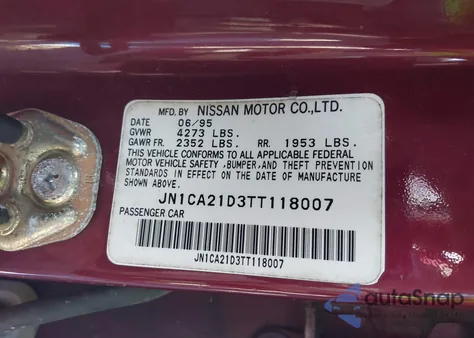 MFD. BY NISSAN MOTOR CO.,LTD.
DATE 06/95
GVWR 4273 LBS.
GAWR FR. 2352 LBS. RR. 1953 LBS.
THIS VEHICLE CONFORMS TO ALL APPLICABLE FEDERAL
MOTOR VEHICLE SAFETY ,BUMPER,AND THEFT PREVENTION
STANDARDS IN EFFECT ON THE DATE OF MANUFACTURE
SHOWN ABOVE.
JN1CA21D3TT118007
PASSENGER CAR
JN1CA21D3TT118007
autoSnap